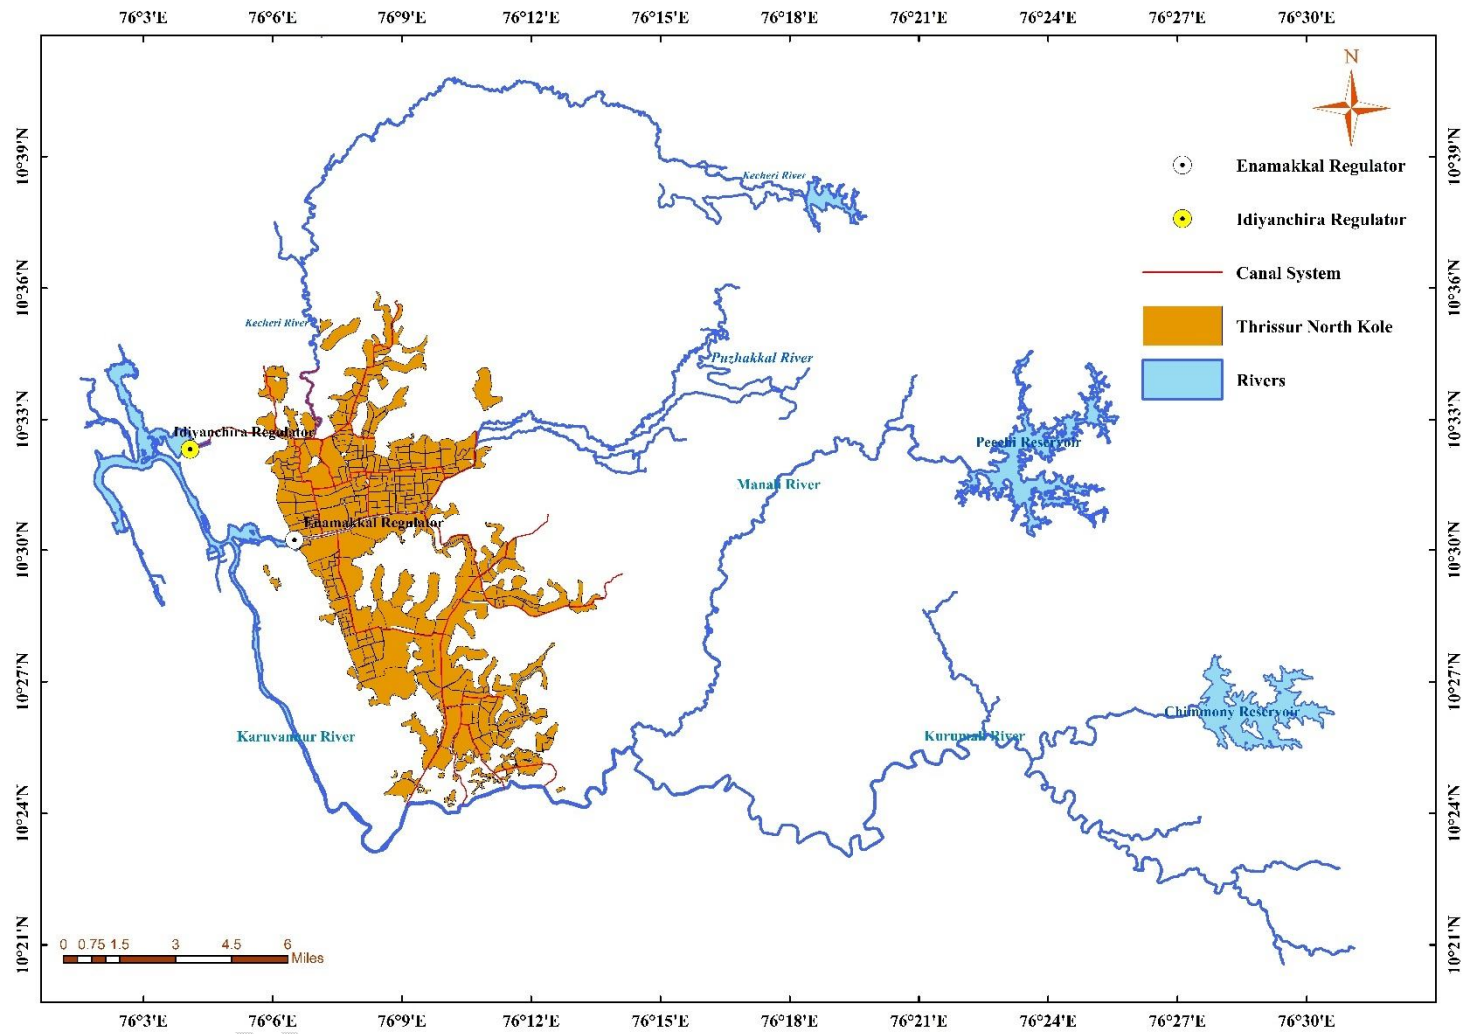 76°3'E 76°6'E 76°9'E 76°12'E 76°15'E 76°18'E 76°21'E 76°24'E 76°27'E 76°30'E
N
10°39'N 10°39'N
Enamakkal Regulator
Kecheri River
Idiyanchira Regulator
Canal System
10°36'N 10°36'N
Kecheri River
Thrissur North Kole
Puzhakkal River
Rivers
10°33'N 10°33'N
Idiyanchira Regulator
Peechi Reservoir
Manali River
Enamakkal Regulator
10°30'N 10°30'N
10°27'N 10°27'N
Chimmony Reservoir
Karuvannur River
Kurumali River
10°24'N 10°24'N
10°21'N 10°21'N
0 0.75 1.5 3 4.5 6
Miles
76°3'E 76°6'E 76°9'E 76°12'E 76°15'E 76°18'E 76°21'E 76°24'E 76°27'E 76°30'E